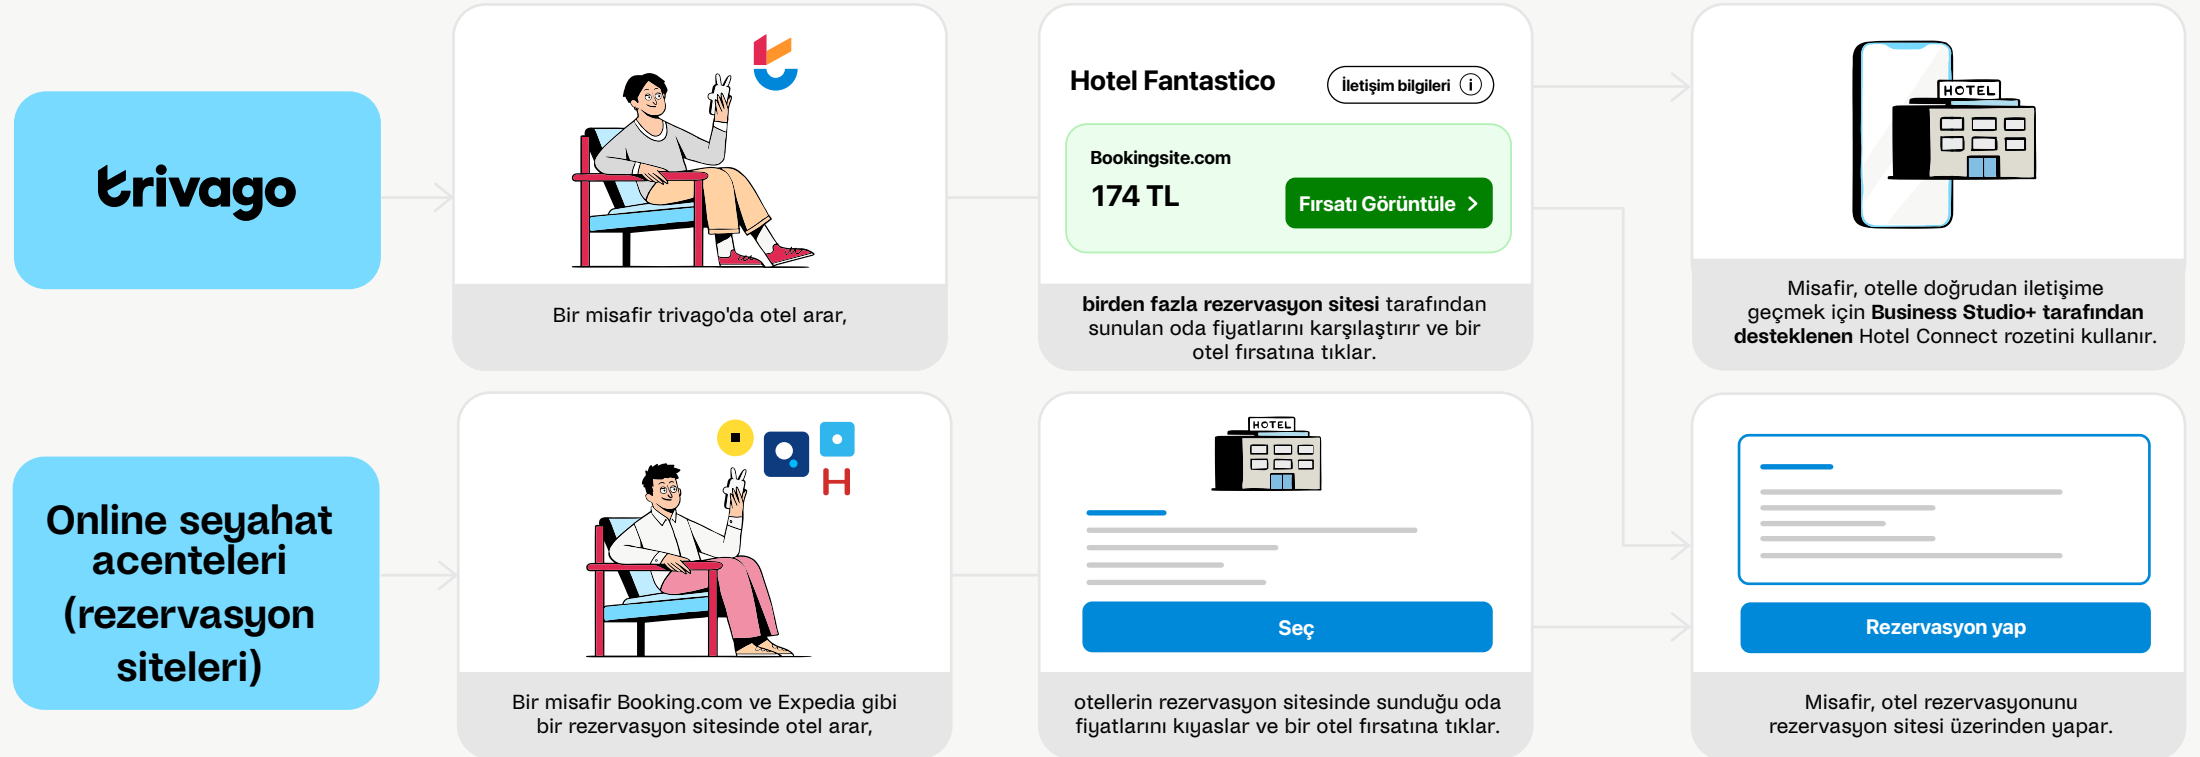 trivago
Bir misafir trivago'da otel arar,
Hotel Fantastico
İletişim bilgileri i
Bookingsite.com
174 TL
Fırsatı Görüntüle
birden fazla rezervasyon sitesi tarafından
sunulan oda fiyatlarını karşılaştırır ve bir
otel fırsatına tıklar.
HOTEL
Misafir, otelle doğrudan iletişime
geçmek için Business Studio+ tarafından
desteklenen Hotel Connect rozetini kullanır.
Online seyahat
acenteleri
(rezervasyon
siteleri)
H
Bir misafir Booking.com ve Expedia gibi
bir rezervasyon sitesinde otel arar,
HOTEL
Seç
otellerin rezervasyon sitesinde sunduğu oda
fiyatlarını kıyaslar ve bir otel fırsatına tıklar.
Rezervasyon yap
Misafir, otel rezervasyonunu
rezervasyon sitesi üzerinden yapar.